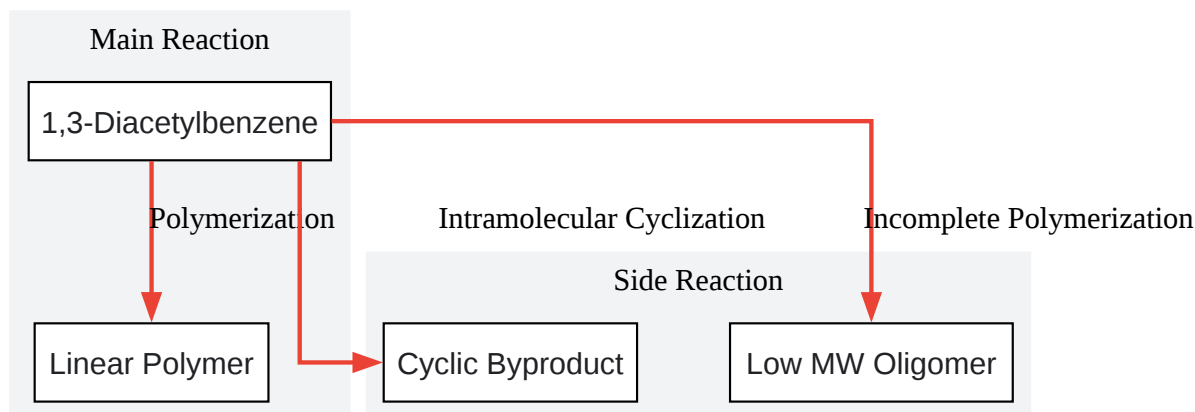 Main Reaction
1,3-Diacetylbenzene
Polymerization
Intramolecular Cyclization
Incomplete Polymerization
Side Reaction
Linear Polymer
Cyclic Byproduct
Low MW Oligomer